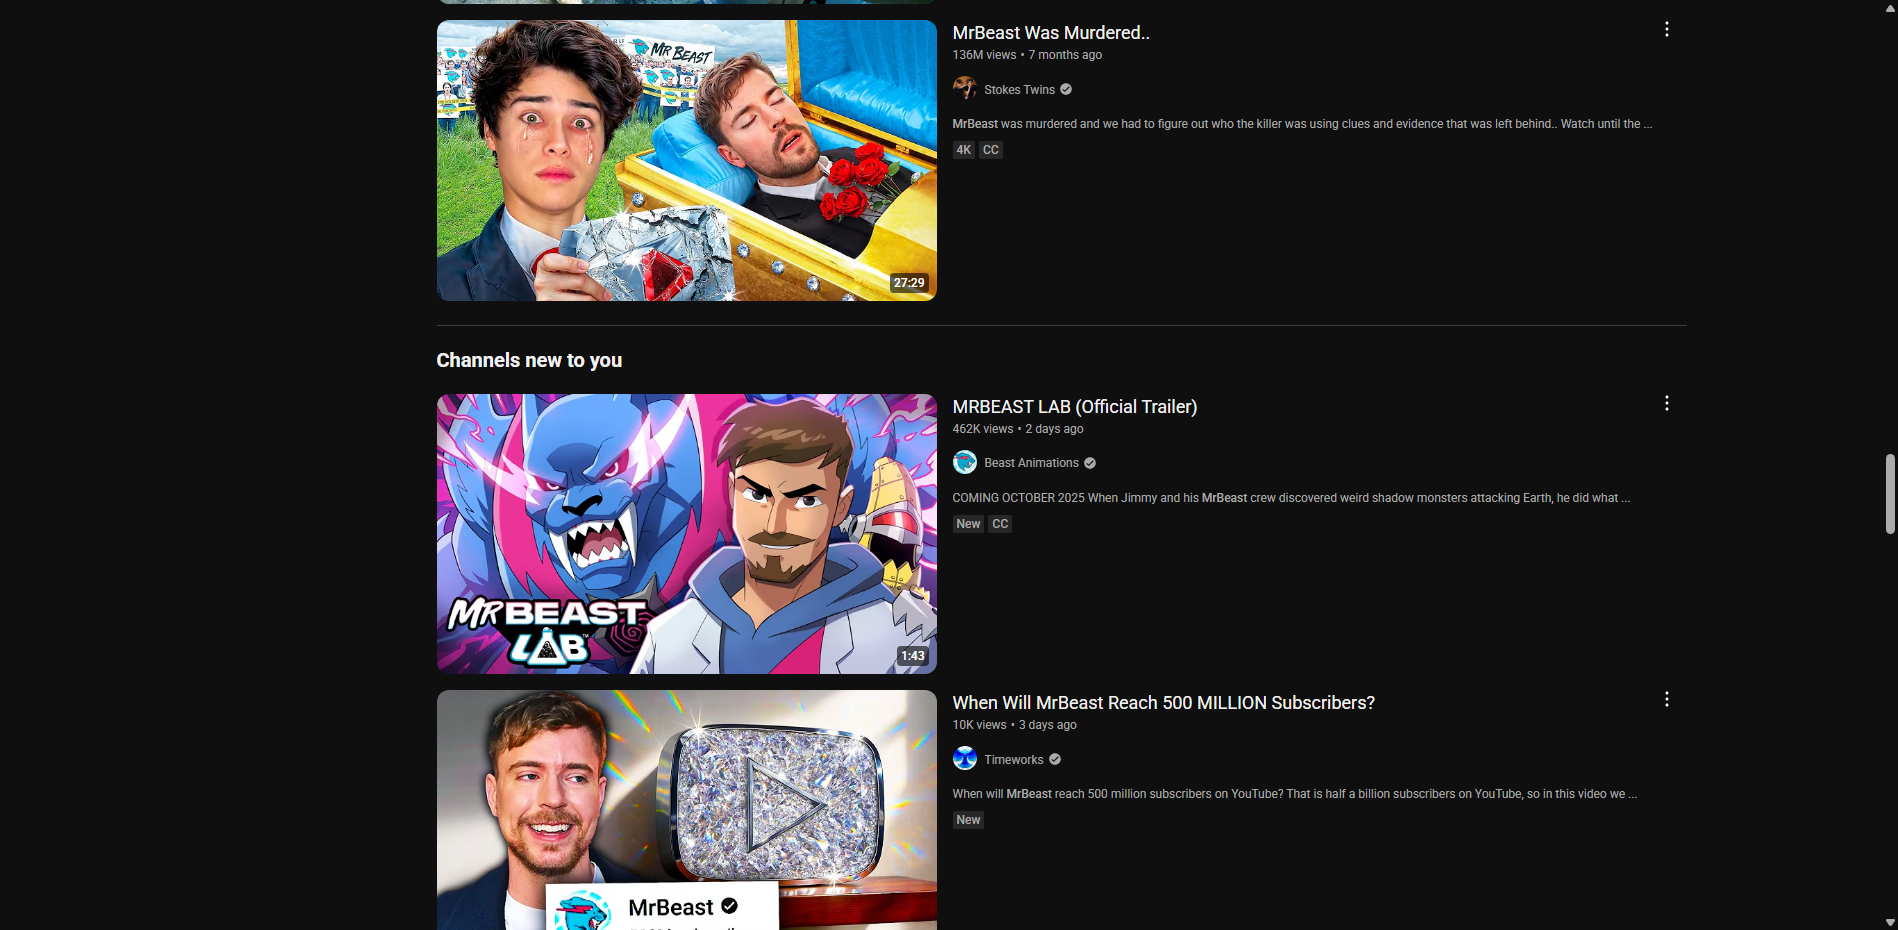 MR BEAST
27:29
MrBeast Was Murdered..
136M views • 7 months ago
Stokes Twins
MrBeast was murdered and we had to figure out who the killer was using clues and evidence that was left behind.. Watch until the ...
4K CC
Channels new to you
MRBEAST LAB
1:43
MRBEAST LAB (Official Trailer)
462K views • 2 days ago
Beast Animations
COMING OCTOBER 2025 When Jimmy and his MrBeast crew discovered weird shadow monsters attacking Earth, he did what ...
New CC
MrBeast
When Will MrBeast Reach 500 MILLION Subscribers?
10K views • 3 days ago
Timeworks
When will MrBeast reach 500 million subscribers on YouTube? That is half a billion subscribers on YouTube, so in this video we ...
New